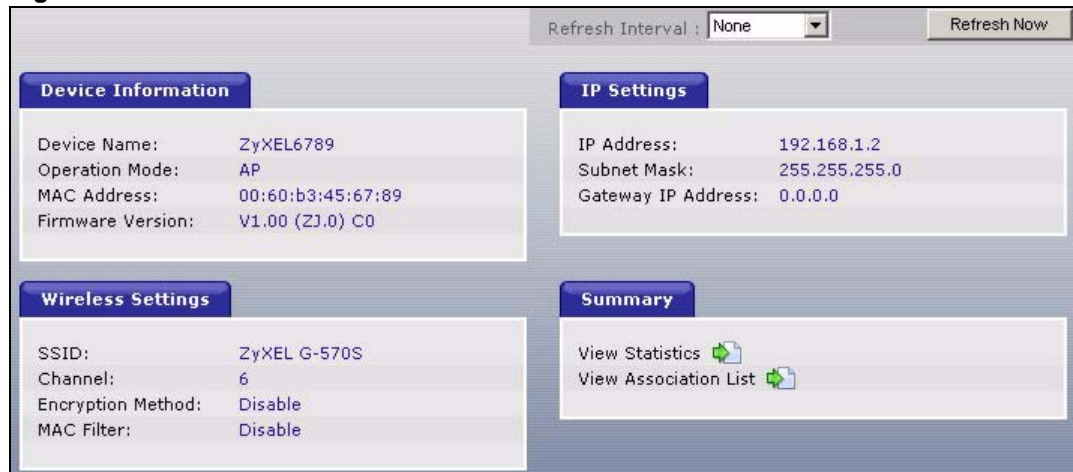 Refresh Interval : None Refresh Now
Device Information
Device Name: ZyXEL6789
Operation Mode: AP
MAC Address: 00:60:b3:45:67:89
Firmware Version: V1.00 (ZJ.0) C0
IP Settings
IP Address: 192.168.1.2
Subnet Mask: 255.255.255.0
Gateway IP Address: 0.0.0.0
Wireless Settings
SSID: ZyXEL G-570S
Channel: 6
Encryption Method: Disable
MAC Filter: Disable
Summary
View Statistics
View Association List